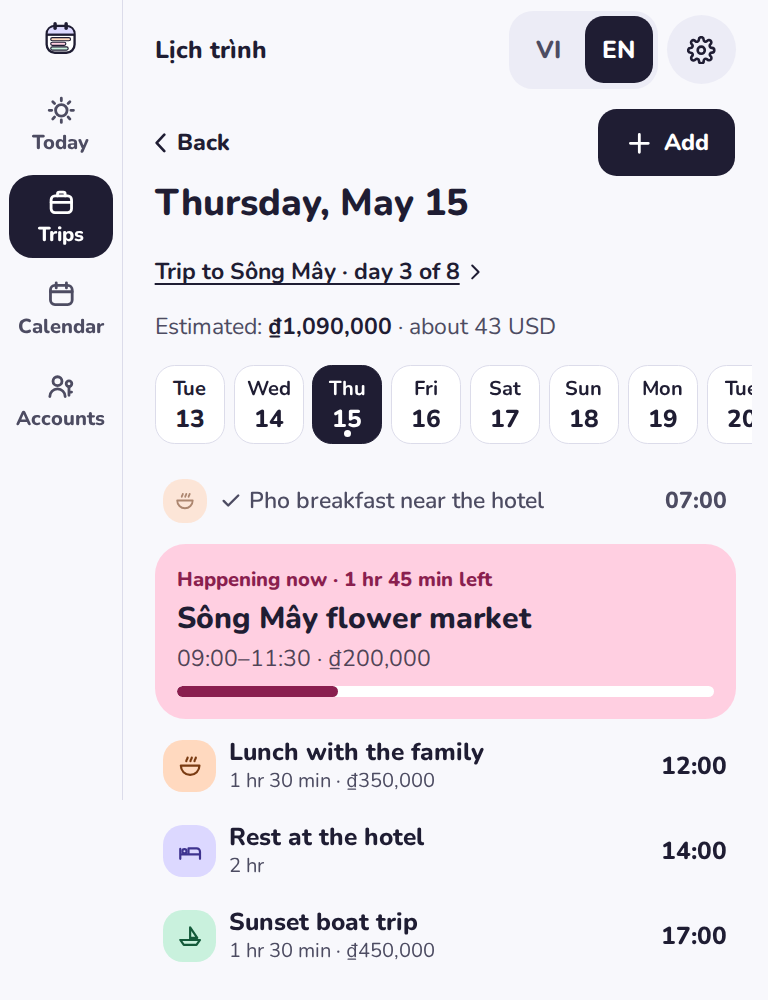 Lịch trình
VI
EN
Today
Trips
Calendar
Accounts
Back
Add
Thursday, May 15
Trip to Sông Mây · day 3 of 8
Estimated: ₫1,090,000 · about 43 USD
Tue
13
Wed
14
Thu
15
Fri
16
Sat
17
Sun
18
Mon
19
Tue
20
Pho breakfast near the hotel
07:00
Happening now · 1 hr 45 min left
Sông Mây flower market
09:00–11:30 · ₫200,000
Lunch with the family
12:00
1 hr 30 min · ₫350,000
Rest at the hotel
14:00
2 hr
Sunset boat trip
17:00
1 hr 30 min · ₫450,000